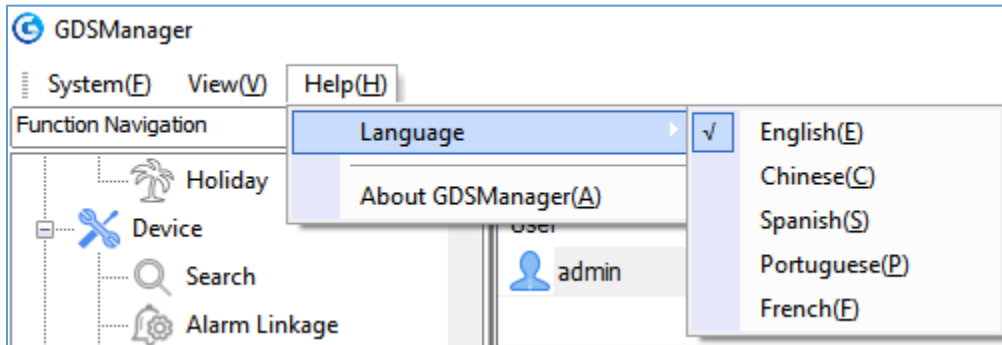 GDSManager
System(F) View(V) Help(H)
Function Navigation
Language
√ English(E)
Chinese(C)
Spanish(S)
Portuguese(P)
French(F)
About GDSManager(A)
Holiday
Device
Search
Alarm Linkage
User
admin